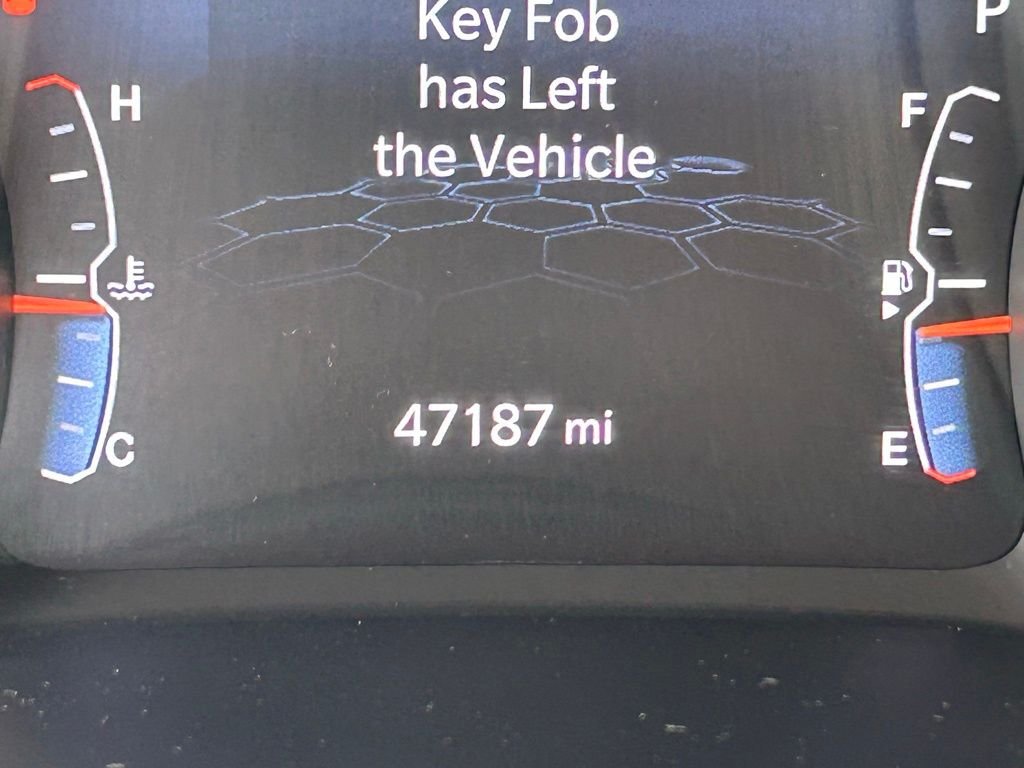 P
Key Fob
has Left
the Vehicle
H
F
47187 mi
C
E